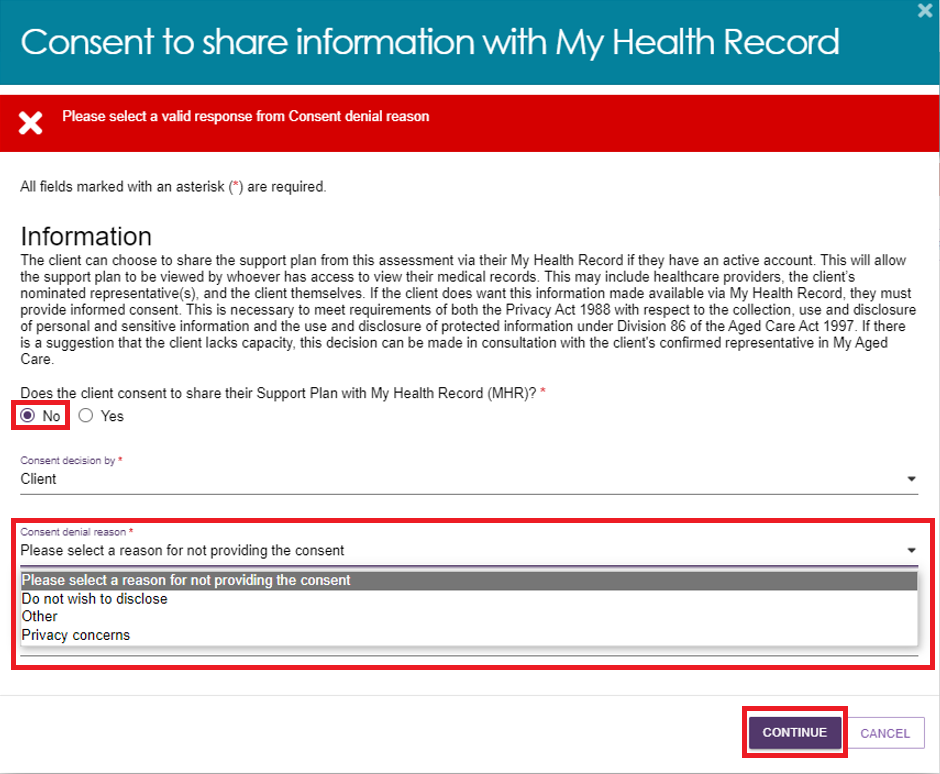 Consent to share information with My Health Record
Please select a valid response from Consent denial reason
All fields marked with an asterisk (*) are required.
Information
The client can choose to share the support plan from this assessment via their My Health Record if they have an active account. This will allow
the support plan to be viewed by whoever has access to view their medical records. This may include healthcare providers, the client's
nominated representative(s), and the client themselves. If the client does want this information made available via My Health Record, they must
provide informed consent. This is necessary to meet requirements of both the Privacy Act 1988 with respect to the collection, use and disclosure
of personal and sensitive information and the use and disclosure of protected information under Division 86 of the Aged Care Act 1997. If there
is a suggestion that the client lacks capacity, this decision can be made in consultation with the client's confirmed representative in My Aged
Care.
Does the client consent to share their Support Plan with My Health Record (MHR)? *
No Yes
Consent decision by *
Client
Consent denial reason *
Please select a reason for not providing the consent
Please select a reason for not providing the consent
Do not wish to disclose
Other
Privacy concerns
CONTINUE CANCEL